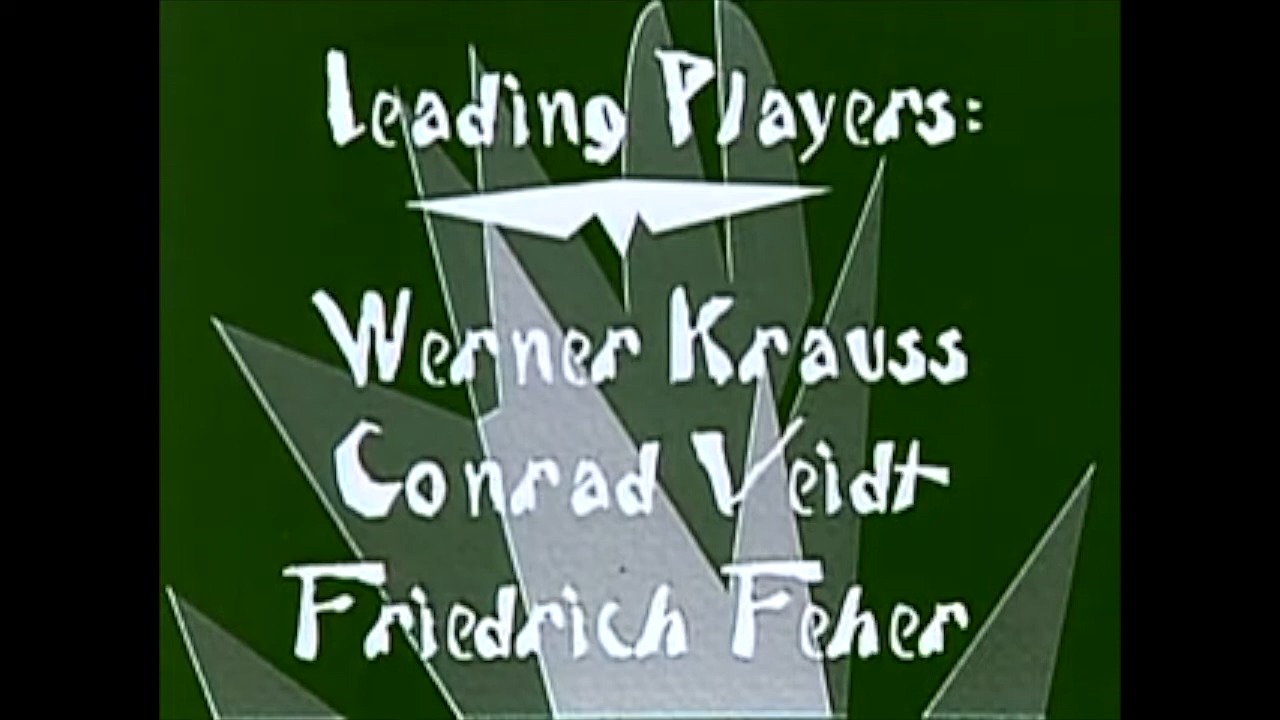 Leading Players:
Werner Krauss
Conrad Veidt
Friedrich Feher